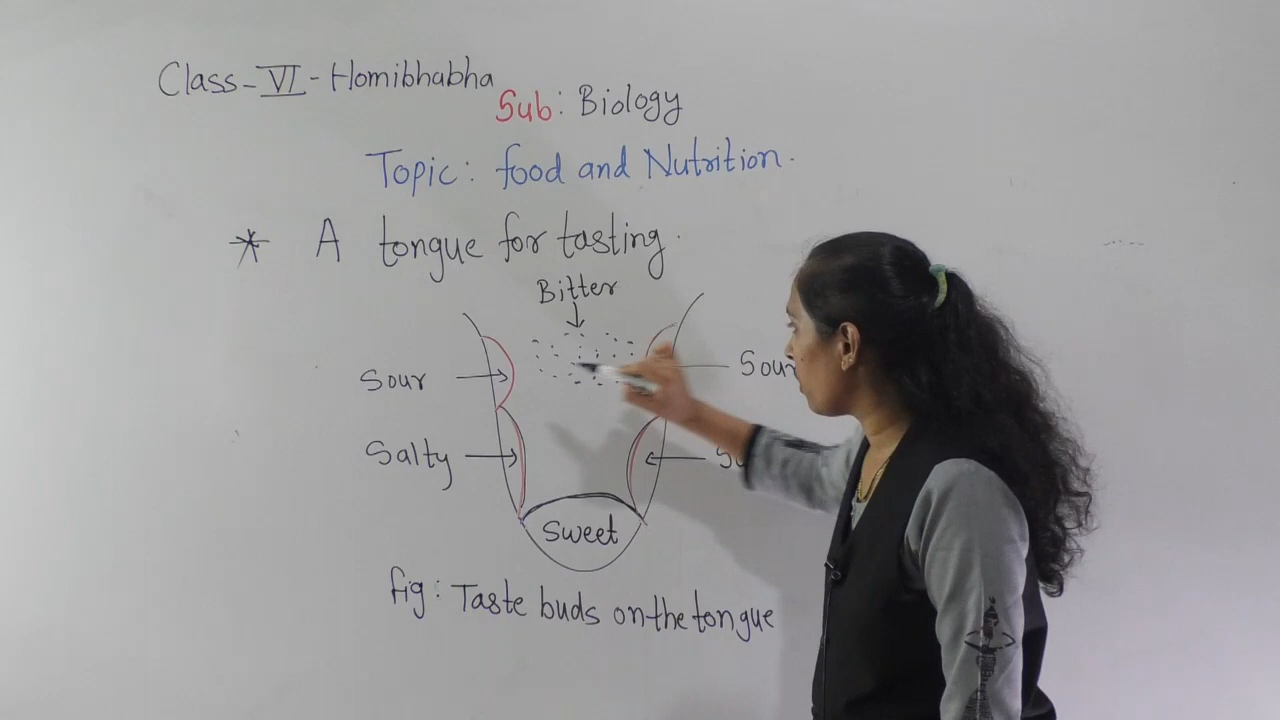 Class-VI-Homibhabha
Sub: Biology
Topic: food and Nutrition.
* A tongue for tasting.
Bitter
Sour
Sour
Salty
Sweet
fig: Taste buds on the tongue